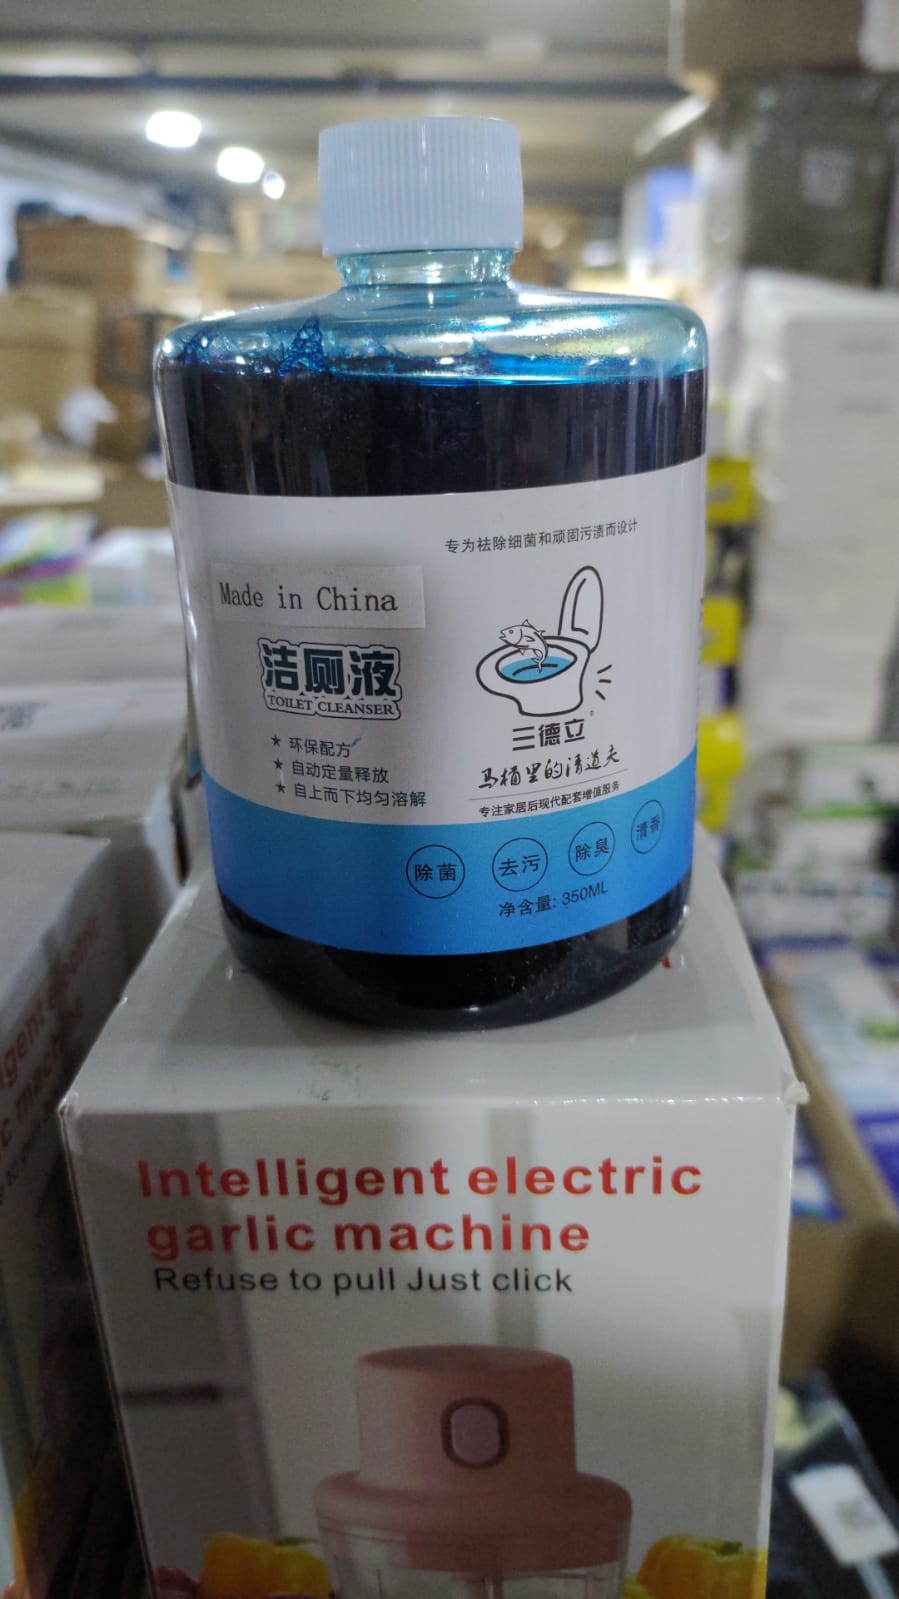 专为祛除细菌和顽固污渍而设计
Made in China
洁厕液
TOILET CLEANSER
★ 环保配方
★ 自动定量释放
★ 自上而下均匀溶解
三德立®
马桶里的清道夫
专注家居后现代配套增值服务
除菌
去污
除臭
清香
净含量: 350ML
Intelligent electric
garlic machine
Refuse to pull Just click